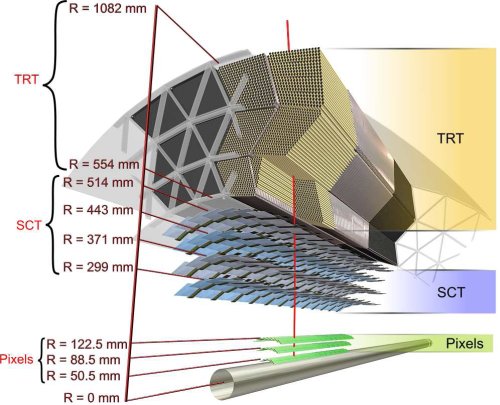 R = 1082 mm
TRT
TRT
R = 554 mm
R = 514 mm
R = 443 mm
SCT
R = 371 mm
R = 299 mm
SCT
R = 122.5 mm
Pixels
R = 88.5 mm
Pixels
R = 50.5 mm
R = 0 mm